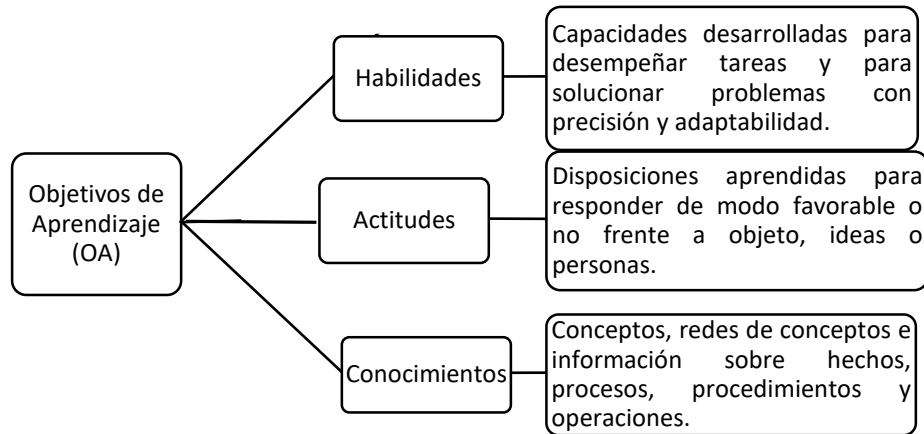 Objetivos de
Aprendizaje
(OA)
Habilidades
Capacidades desarrolladas para
desempeñar tareas y para
solucionar problemas con
precisión y adaptabilidad.
Actitudes
Disposiciones aprendidas para
responder de modo favorable o
no frente a objeto, ideas o
personas.
Conocimientos
Conceptos, redes de conceptos e
información sobre hechos,
procesos, procedimientos y
operaciones.